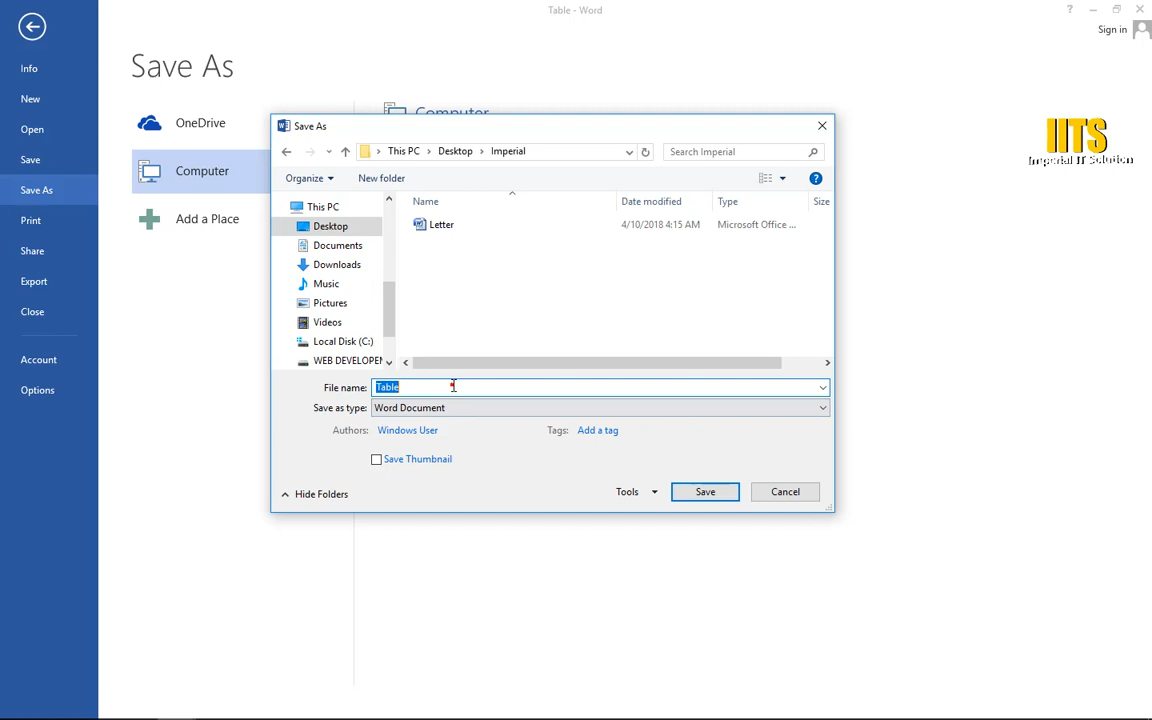 Table - Word
?
Sign in
Info
New
Open
Save
Save As
Print
Share
Export
Close
Account
Options
Save As
OneDrive
Computer
Add a Place
Computer
IITS
Imperial IT Solution
Save As
This PC > Desktop > Imperial
Search Imperial
Organize
New folder
?
Name
Date modified
Type
Size
Letter
4/10/2018 4:15 AM
Microsoft Office ...
This PC
Desktop
Documents
Downloads
Music
Pictures
Videos
Local Disk (C:)
WEB DEVELOPE
File name: Table
Save as type: Word Document
Authors: Windows User
Tags: Add a tag
Save Thumbnail
Hide Folders
Tools
Save
Cancel